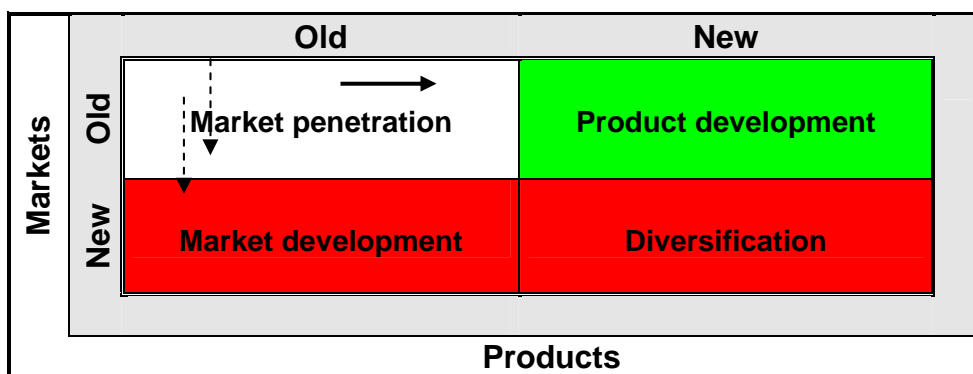 Old New
Markets
Old
Market penetration Product development
New
Market development Diversification
Products